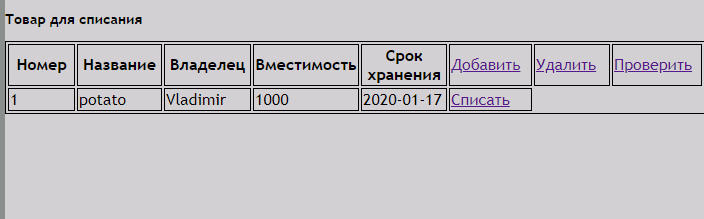 Товар для списания
Номер Название Владелец Вместимость Срок хранения Добавить Удалить Проверить
1 potato Vladimir 1000 2020-01-17 Списать